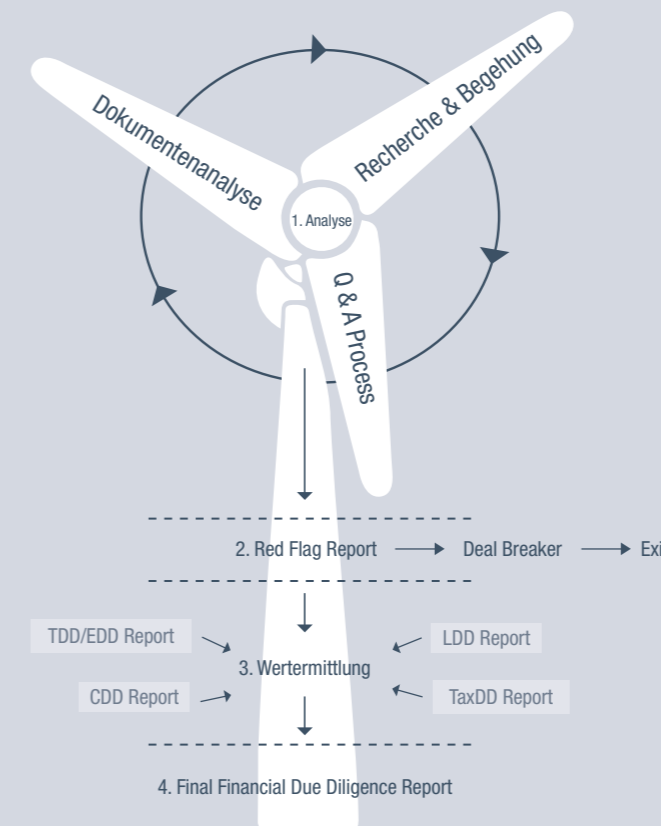 Dokumentenanalyse
Recherche & Begehung
1. Analyse
Q & A Process
2. Red Flag Report
Deal Breaker
TDD/EDD Report
LDD Report
3. Wertermittlung
CDD Report
TaxDD Report
4. Final Financial Due Diligence Report